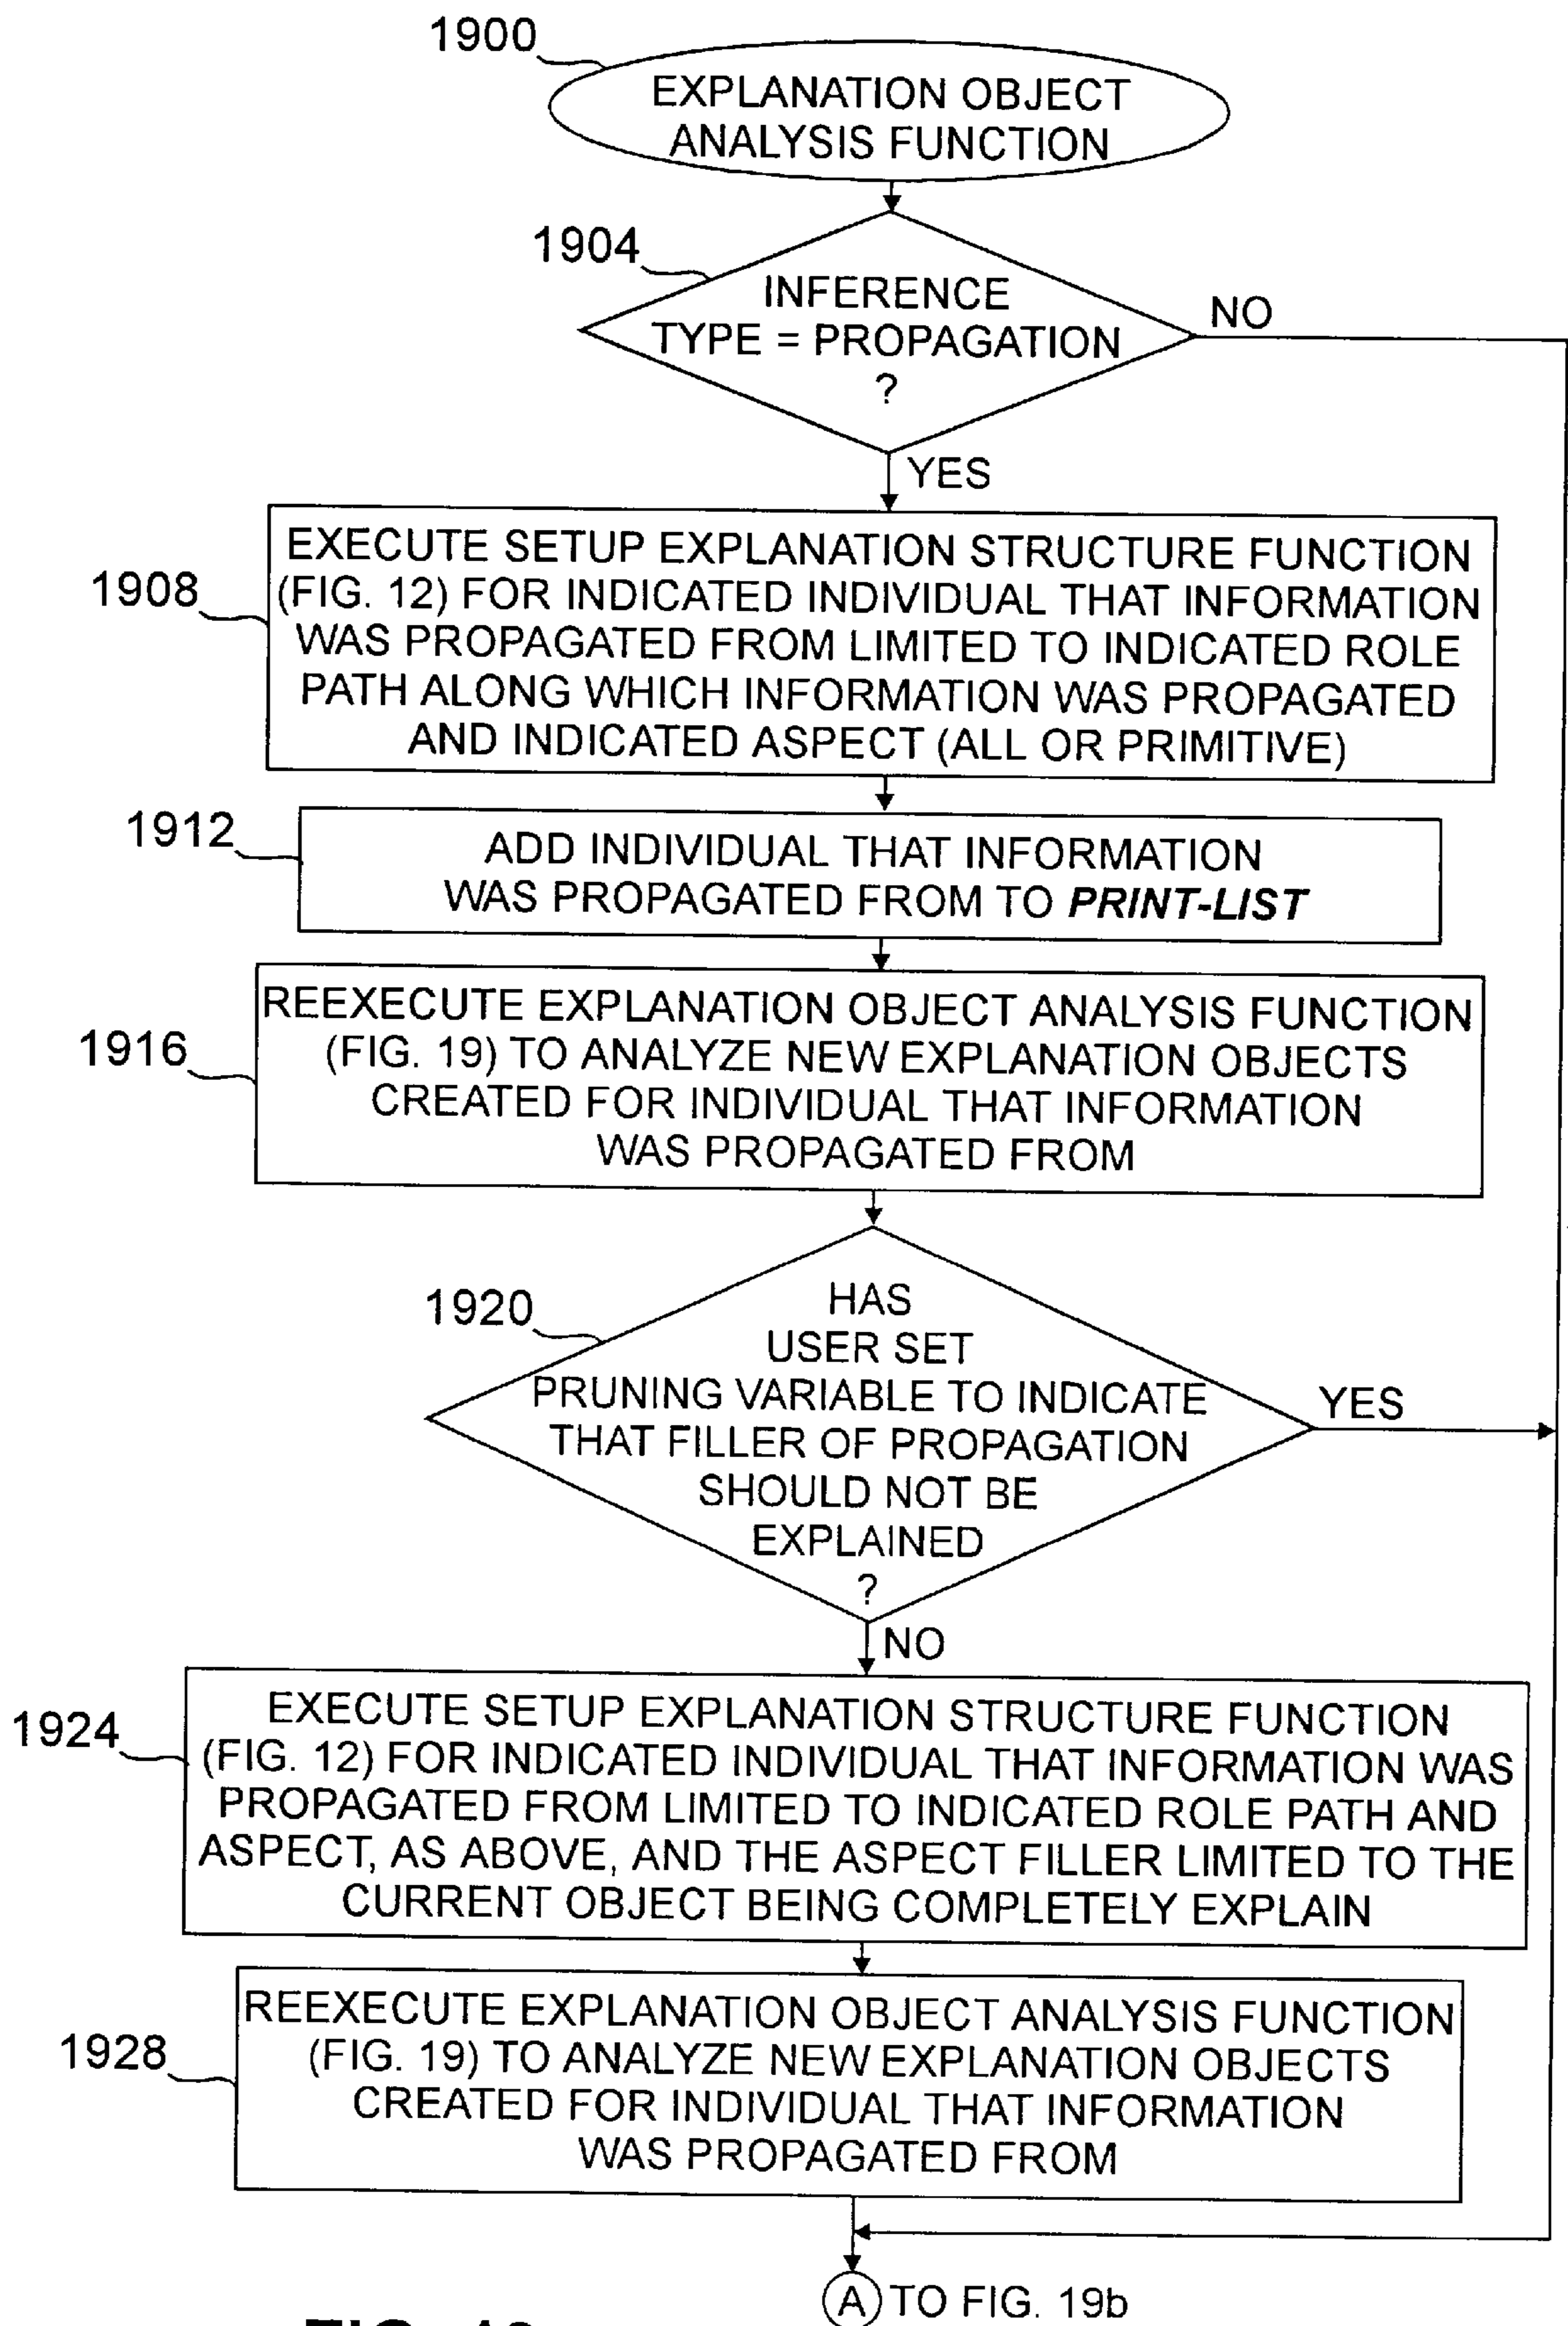 1900
EXPLANATION OBJECT
ANALYSIS FUNCTION
1904
INFERENCE
TYPE = PROPAGATION
?
NO
YES
1908
EXECUTE SETUP EXPLANATION STRUCTURE FUNCTION
(FIG. 12) FOR INDICATED INDIVIDUAL THAT INFORMATION
WAS PROPAGATED FROM LIMITED TO INDICATED ROLE
PATH ALONG WHICH INFORMATION WAS PROPAGATED
AND INDICATED ASPECT (ALL OR PRIMITIVE)
1912
ADD INDIVIDUAL THAT INFORMATION
WAS PROPAGATED FROM TO PRINT-LIST
1916
REEXECUTE EXPLANATION OBJECT ANALYSIS FUNCTION
(FIG. 19) TO ANALYZE NEW EXPLANATION OBJECTS
CREATED FOR INDIVIDUAL THAT INFORMATION
WAS PROPAGATED FROM
1920
HAS
USER SET
PRUNING VARIABLE TO INDICATE
THAT FILLER OF PROPAGATION
SHOULD NOT BE
EXPLAINED
?
YES
NO
1924
EXECUTE SETUP EXPLANATION STRUCTURE FUNCTION
(FIG. 12) FOR INDICATED INDIVIDUAL THAT INFORMATION WAS
PROPAGATED FROM LIMITED TO INDICATED ROLE PATH AND
ASPECT, AS ABOVE, AND THE ASPECT FILLER LIMITED TO THE
CURRENT OBJECT BEING COMPLETELY EXPLAIN
1928
REEXECUTE EXPLANATION OBJECT ANALYSIS FUNCTION
(FIG. 19) TO ANALYZE NEW EXPLANATION OBJECTS
CREATED FOR INDIVIDUAL THAT INFORMATION
WAS PROPAGATED FROM
A TO FIG. 19b